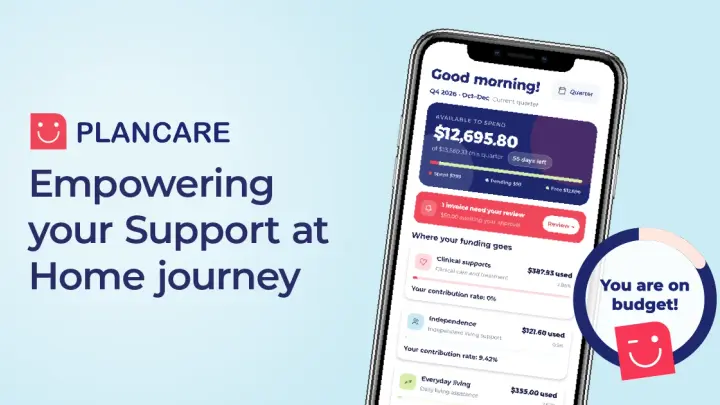 PLANCARE
Empowering
your Support at
Home journey
Good morning!
Q4 2026 - Oct-Dec Current quarter
Quarter
AVAILABLE TO SPEND
$12,695.80
this quarter
55 days left
1 invoice need your review
Review
Where your funding goes
Clinical supports
Clinical care and treatment
$387.93 used
Your contribution rate: 0%
Independence
Independent living support
$121.60 used
Your contribution rate: 9.42%
Everyday living
Daily living assistance
$355.00 used
You are on
budget!